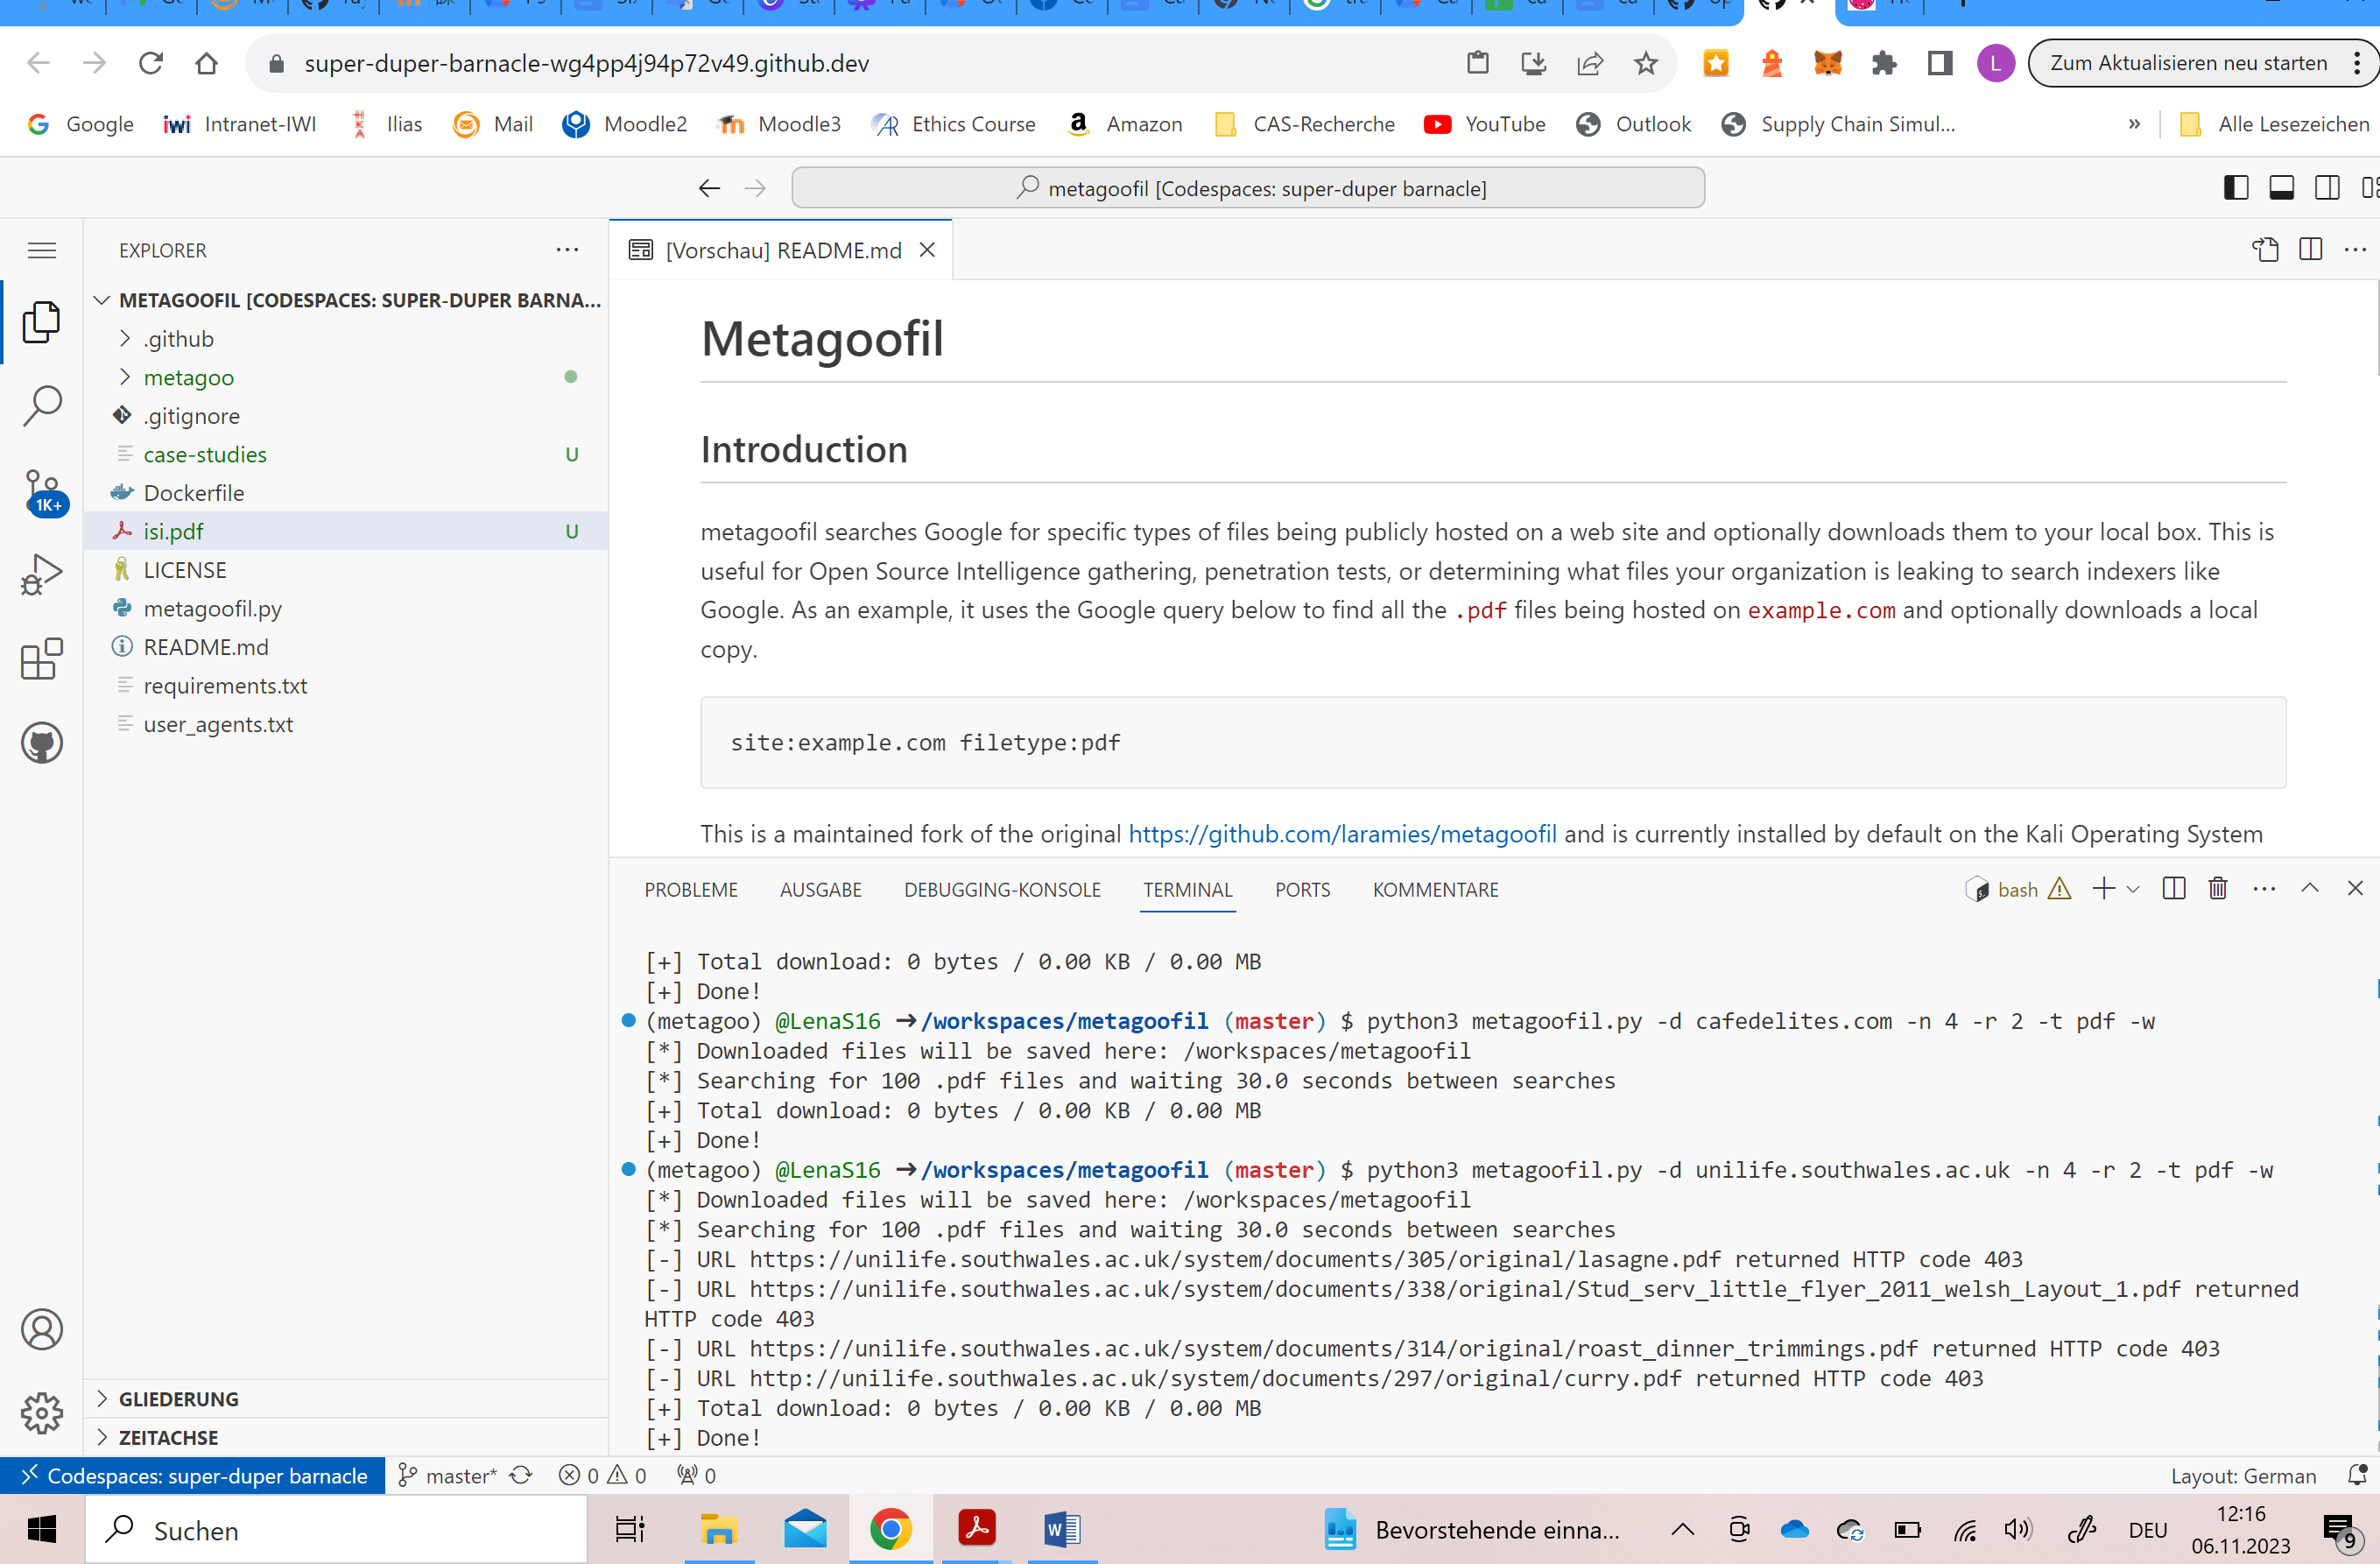 super-duper-barnacle-wg4pp4j94p72v49.github.dev
L
Zum Aktualisieren neu starten
Google
iwi Intranet-IWI
HKA Ilias
Mail
Moodle2
Moodle3
Ethics Course
Amazon
CAS-Recherche
YouTube
Outlook
Supply Chain Simul...
»
Alle Lesezeichen
metagoofil [Codespaces: super-duper barnacle]
EXPLORER
[Vorschau] README.md
METAGOOFIL [CODESPACES: SUPER-DUPER BARNA...
.github
metagoo
.gitignore
case-studies U
Dockerfile
isi.pdf U
LICENSE
metagoofil.py
README.md
requirements.txt
user_agents.txt
1K+
GLIEDERUNG
ZEITACHSE
Metagoofil
Introduction
metagoofil searches Google for specific types of files being publicly hosted on a web site and optionally downloads them to your local box. This is
useful for Open Source Intelligence gathering, penetration tests, or determining what files your organization is leaking to search indexers like
Google. As an example, it uses the Google query below to find all the .pdf files being hosted on example.com and optionally downloads a local
copy.
site:example.com filetype:pdf
This is a maintained fork of the original https://github.com/laramies/metagoofil and is currently installed by default on the Kali Operating System
PROBLEME AUSGABE DEBUGGING-KONSOLE TERMINAL PORTS KOMMENTARE
bash
[+] Total download: 0 bytes / 0.00 KB / 0.00 MB
[+] Done!
(metagoo) @LenaS16 ➜/workspaces/metagoofil (master) $ python3 metagoofil.py -d cafedelites.com -n 4 -r 2 -t pdf -w
[*] Downloaded files will be saved here: /workspaces/metagoofil
[*] Searching for 100 .pdf files and waiting 30.0 seconds between searches
[+] Total download: 0 bytes / 0.00 KB / 0.00 MB
[+] Done!
(metagoo) @LenaS16 ➜/workspaces/metagoofil (master) $ python3 metagoofil.py -d unilife.southwales.ac.uk -n 4 -r 2 -t pdf -w
[*] Downloaded files will be saved here: /workspaces/metagoofil
[*] Searching for 100 .pdf files and waiting 30.0 seconds between searches
[-] URL https://unilife.southwales.ac.uk/system/documents/305/original/lasagne.pdf returned HTTP code 403
[-] URL https://unilife.southwales.ac.uk/system/documents/338/original/Stud_serv_little_flyer_2011_welsh_Layout_1.pdf returned
HTTP code 403
[-] URL https://unilife.southwales.ac.uk/system/documents/314/original/roast_dinner_trimmings.pdf returned HTTP code 403
[-] URL http://unilife.southwales.ac.uk/system/documents/297/original/curry.pdf returned HTTP code 403
[+] Total download: 0 bytes / 0.00 KB / 0.00 MB
[+] Done!
Codespaces: super-duper barnacle
master*
0 0 0
Layout: German
Suchen
Bevorstehende einna...
DEU
12:16
06.11.2023
9